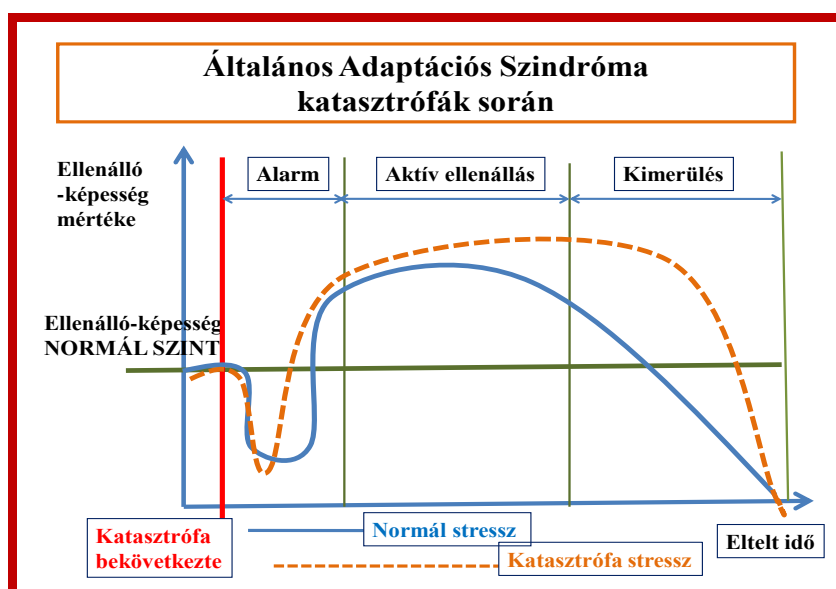 Általános Adaptációs Szindróma
katasztrófák során
Ellenálló
-képesség
mértéke
Alarm
Aktív ellenállás
Kimerülés
Ellenálló-képesség
NORMÁL SZINT
Katasztrófa
bekövetkezte
Normál stressz
Katasztrófa stressz
Eltelt idő